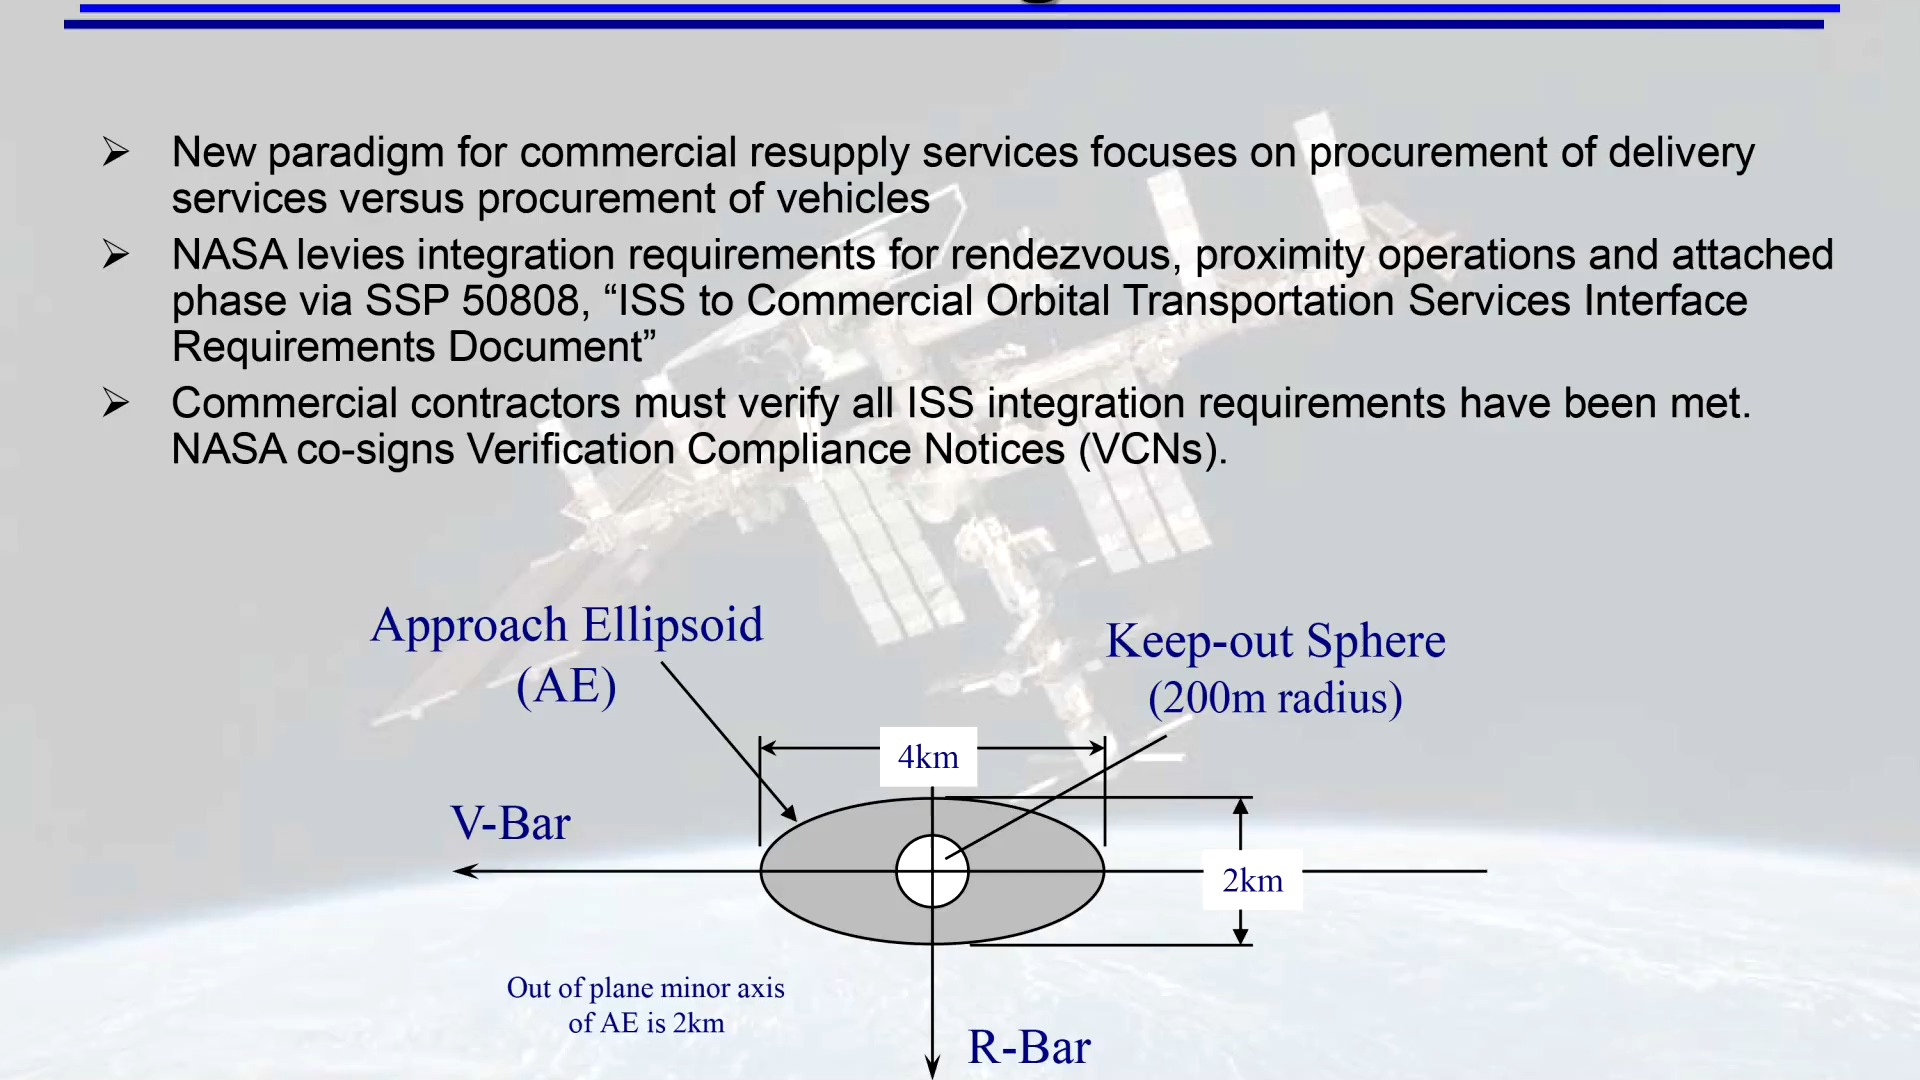 New paradigm for commercial resupply services focuses on procurement of delivery
services versus procurement of vehicles
NASA levies integration requirements for rendezvous, proximity operations and attached
phase via SSP 50808, “ISS to Commercial Orbital Transportation Services Interface
Requirements Document”
Commercial contractors must verify all ISS integration requirements have been met.
NASA co-signs Verification Compliance Notices (VCNs).
Approach Ellipsoid
(AE)
Keep-out Sphere
(200m radius)
4km
V-Bar
2km
Out of plane minor axis
of AE is 2km
R-Bar